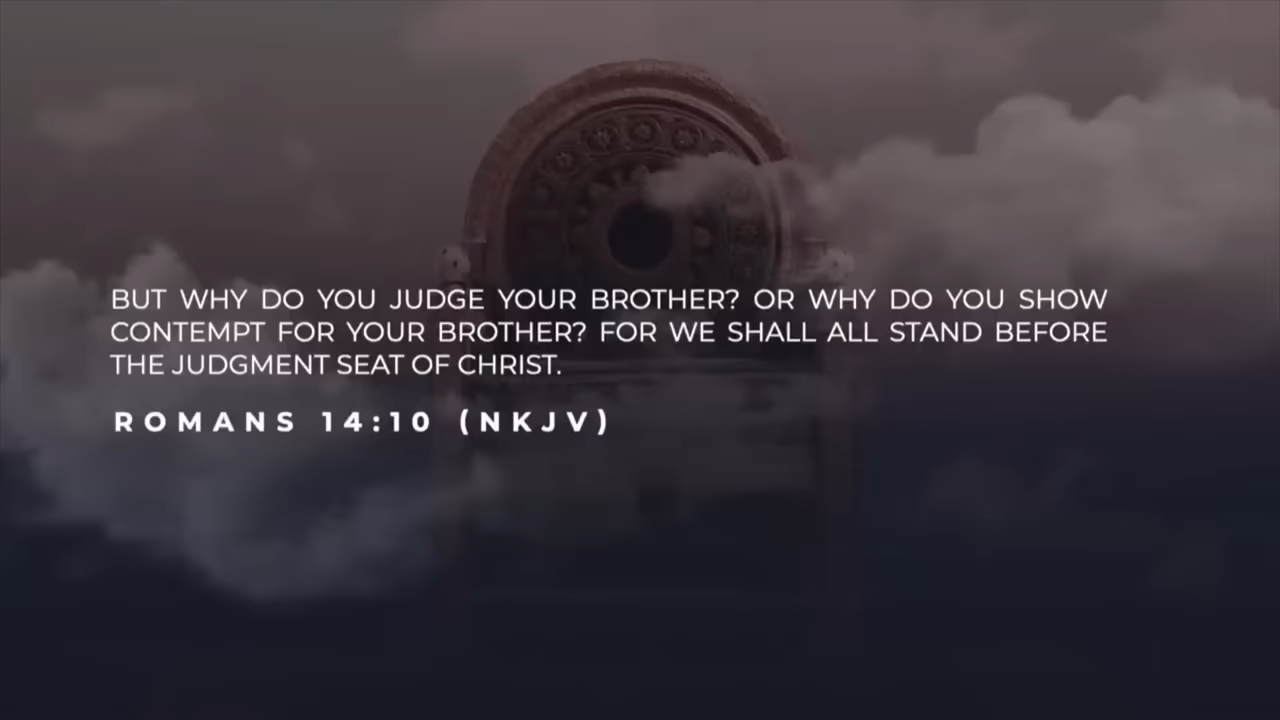 BUT WHY DO YOU JUDGE YOUR BROTHER? OR WHY DO YOU SHOW
CONTEMPT FOR YOUR BROTHER? FOR WE SHALL ALL STAND BEFORE
THE JUDGMENT SEAT OF CHRIST.
ROMANS 14:10 (NKJV)